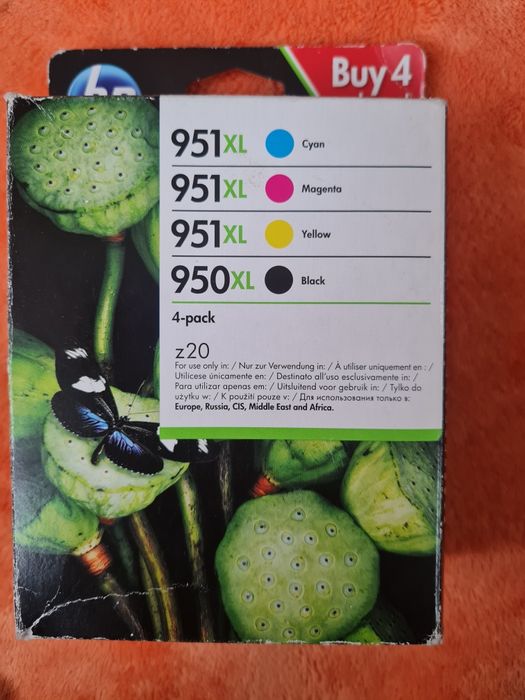 hp
Buy 4
951XL Cyan
951XL Magenta
951XL Yellow
950XL Black
4-pack
z20
For use only in: / Nur zur Verwendung in: / À utiliser uniquement en : /
Utilícese únicamente en: / Destinato all'uso esclusivamente in: /
Para utilizar apenas em: / Uitsluitend voor gebruik in: / Tylko do
użytku w: / K použití pouze v: / Для использования только в:
Europe, Russia, CIS, Middle East and Africa.